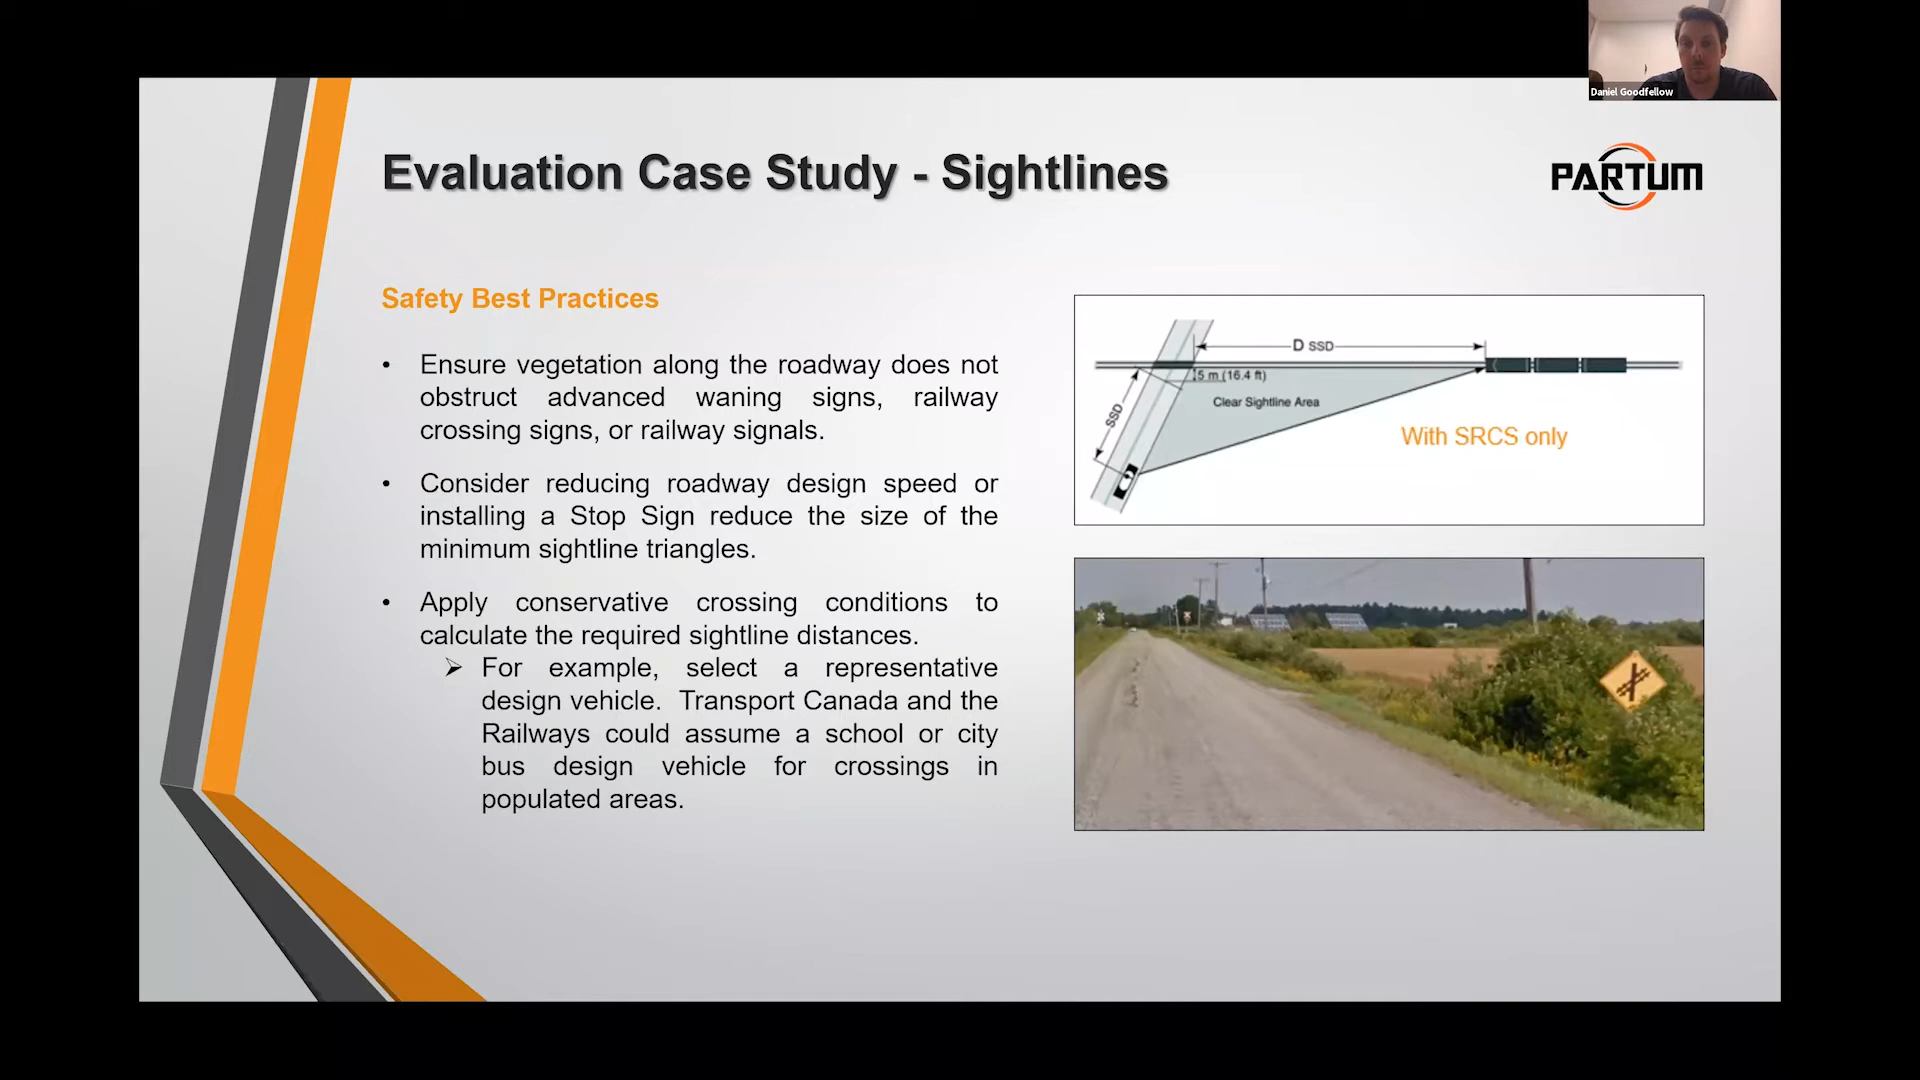 Daniel Goodfellow
Evaluation Case Study - Sightlines
PARTUM
Safety Best Practices
• Ensure vegetation along the roadway does not
obstruct advanced waning signs, railway
crossing signs, or railway signals.
• Consider reducing roadway design speed or
installing a Stop Sign reduce the size of the
minimum sightline triangles.
• Apply conservative crossing conditions to
calculate the required sightline distances.
➢ For example, select a representative
design vehicle. Transport Canada and the
Railways could assume a school or city
bus design vehicle for crossings in
populated areas.
D SSD
5 m (16.4 ft)
Clear Sightline Area
SSD
With SRCS only